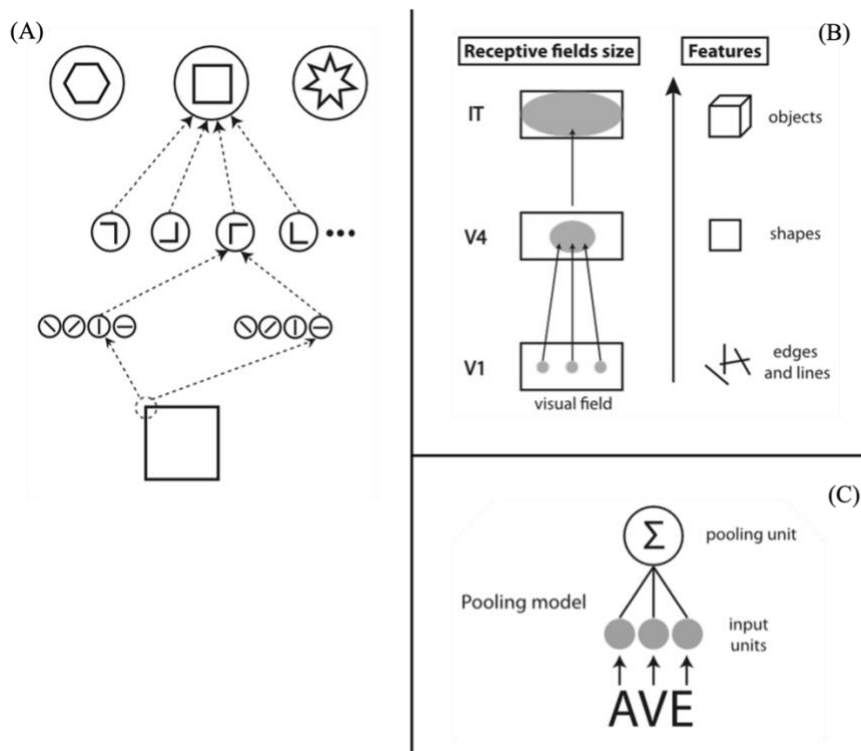 (A)
(B)
Receptive fields size
Features
IT
objects
V4
shapes
V1
edges
and lines
visual field
(C)
Σ
pooling unit
Pooling model
input
units
AVE